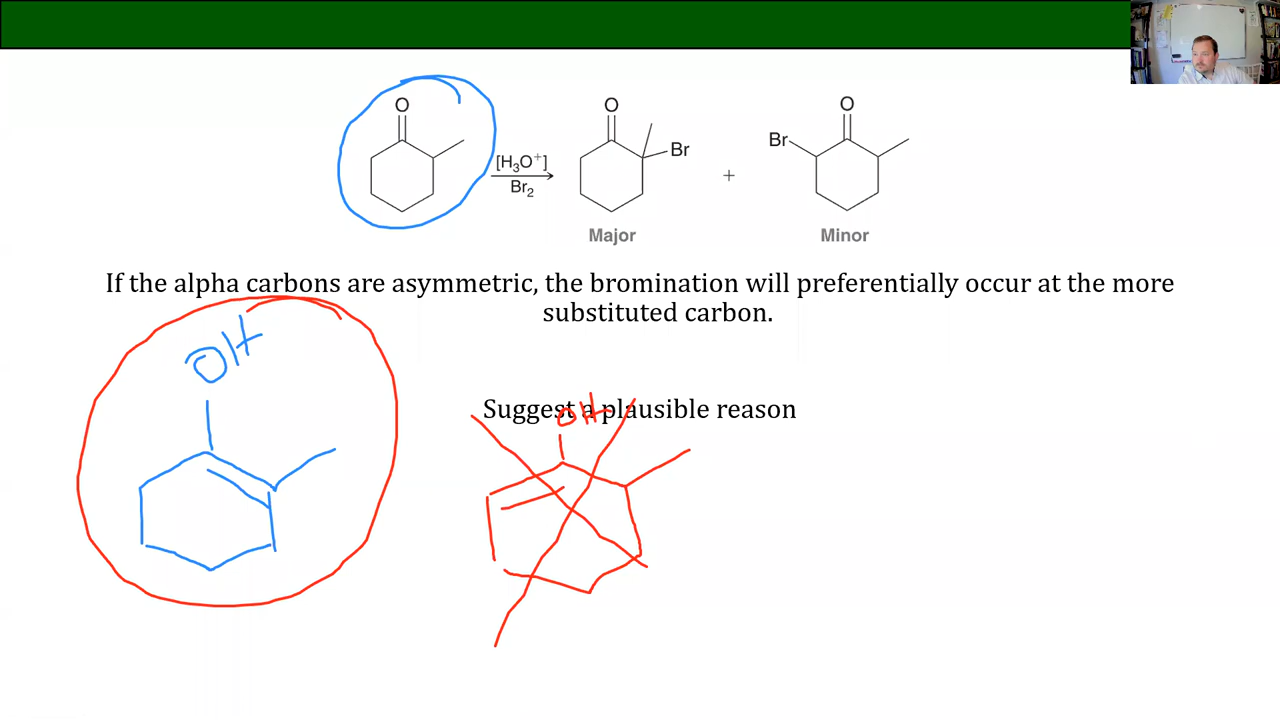 O O O
Br
Br
[H₃O⁺]
Br₂
+
Major Minor
If the alpha carbons are asymmetric, the bromination will preferentially occur at the more
substituted carbon.
OH
Suggest a plausible reason
OH